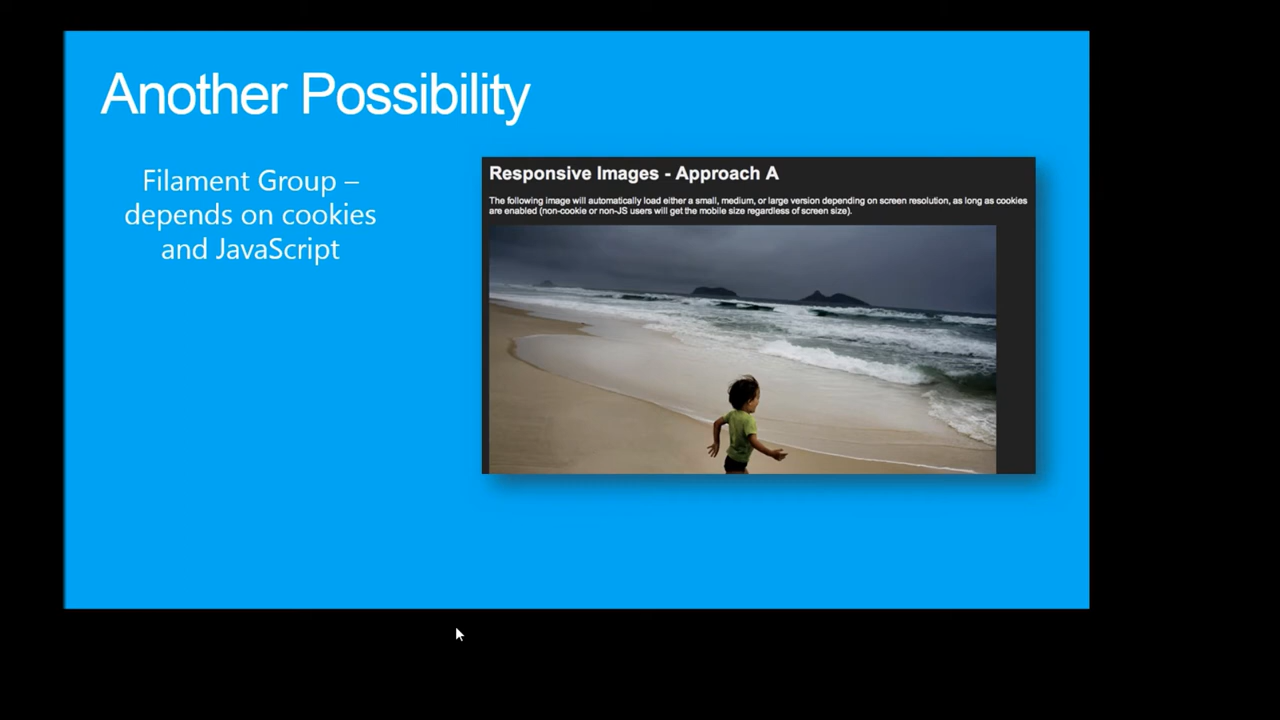 Another Possibility
Filament Group –
depends on cookies
and JavaScript
Responsive Images - Approach A
The following image will automatically load either a small, medium, or large version depending on screen resolution, as long as cookies
are enabled (non-cookie or non-JS users will get the mobile size regardless of screen size).